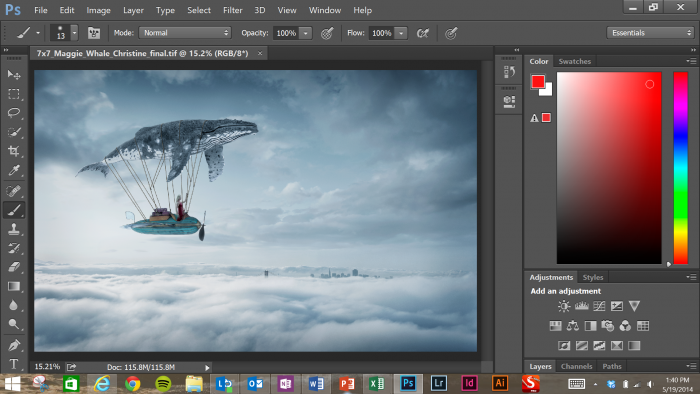 Ps File Edit Image Layer Type Select Filter 3D View Window Help
13 Mode: Normal Opacity: 100% Flow: 100% Essentials
7x7_Maggie_Whale_Christine_final.tif @ 15.2% (RGB/8*) ×
Color Swatches
Adjustments Styles
Add an adjustment
T
15.21% Doc: 115.8M/115.8M
Layers Channels Paths
Ps Lr Id Ai S
1:40 PM
5/19/2014